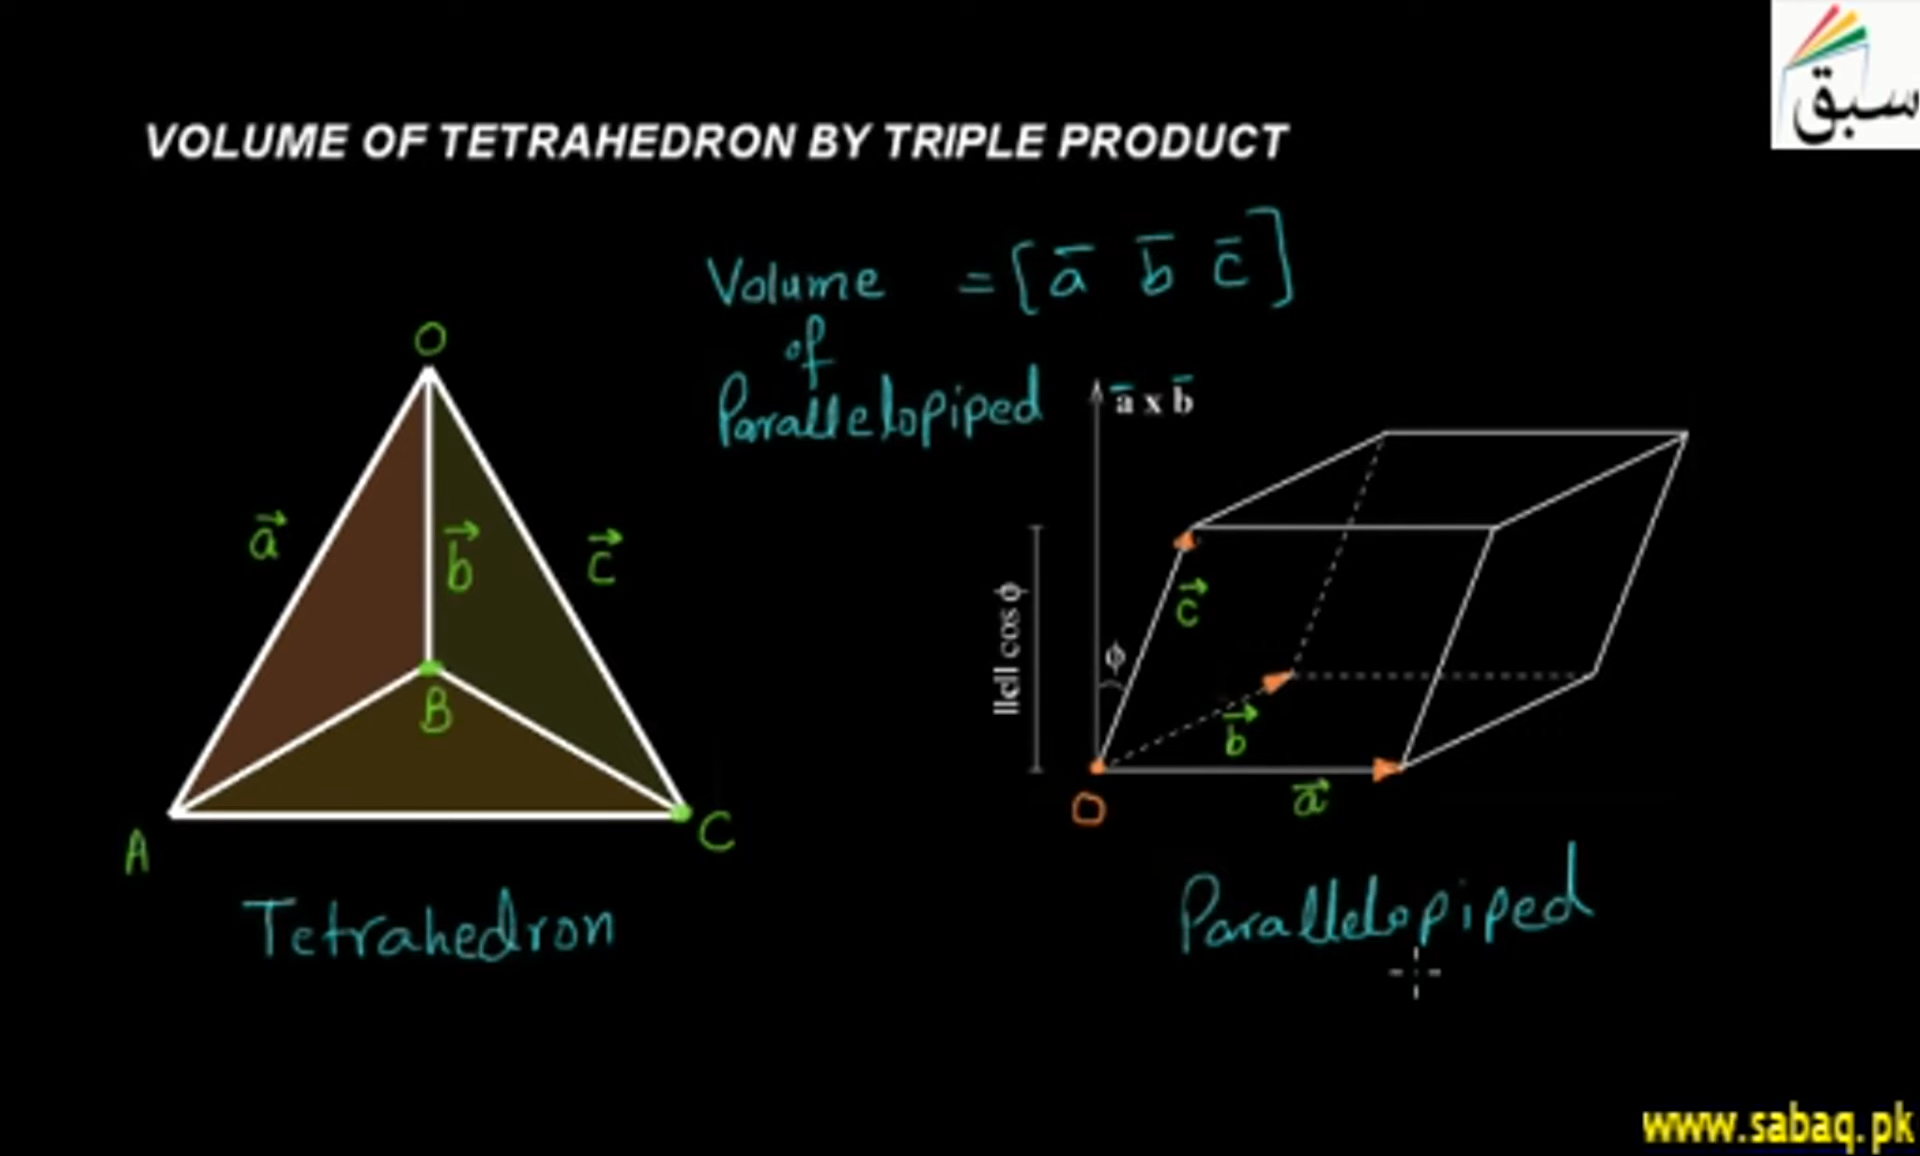 سبق
VOLUME OF TETRAHEDRON BY TRIPLE PRODUCT
Volume = [a̅ b̅ c̅]
of
Parallelopiped
O
a⃗
b⃗
c⃗
B
A
C
Tetrahedron
a̅ x b̅
||c|| cos ϕ
ϕ
c⃗
b⃗
a⃗
O
Parallelopiped
www.sabaq.pk